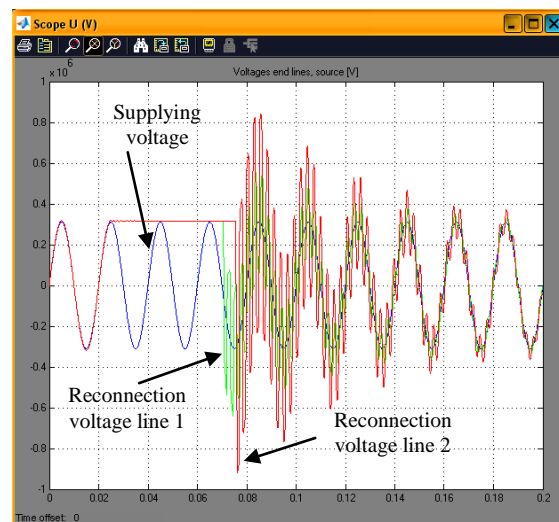 Scope U (V)
x 10^6
Voltages end lines, source [V]
1
0.8
0.6
0.4
0.2
0
-0.2
-0.4
-0.6
-0.8
-1
Supplying
voltage
Reconnection
voltage line 1
Reconnection
voltage line 2
0 0.02 0.04 0.06 0.08 0.1 0.12 0.14 0.16 0.18 0.2
Time offset: 0